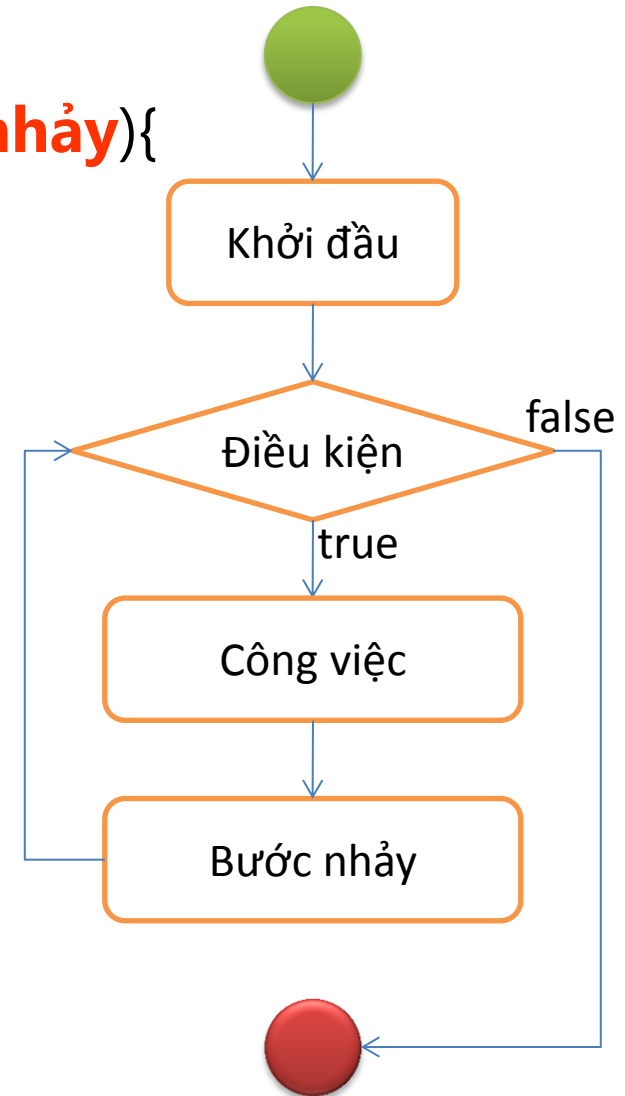 nhảy){
Khởi đầu
Điều kiện
false
true
Công việc
Bước nhảy